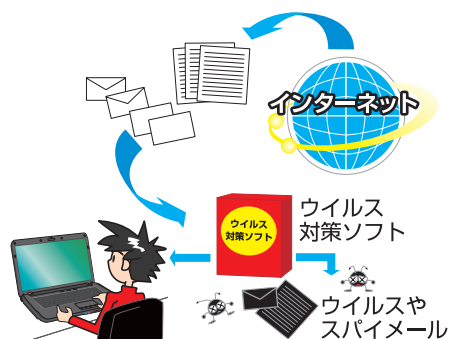 インターネット
ウイルス
対策ソフト
ウイルス
対策ソフト
ウイルスや
スパイメール